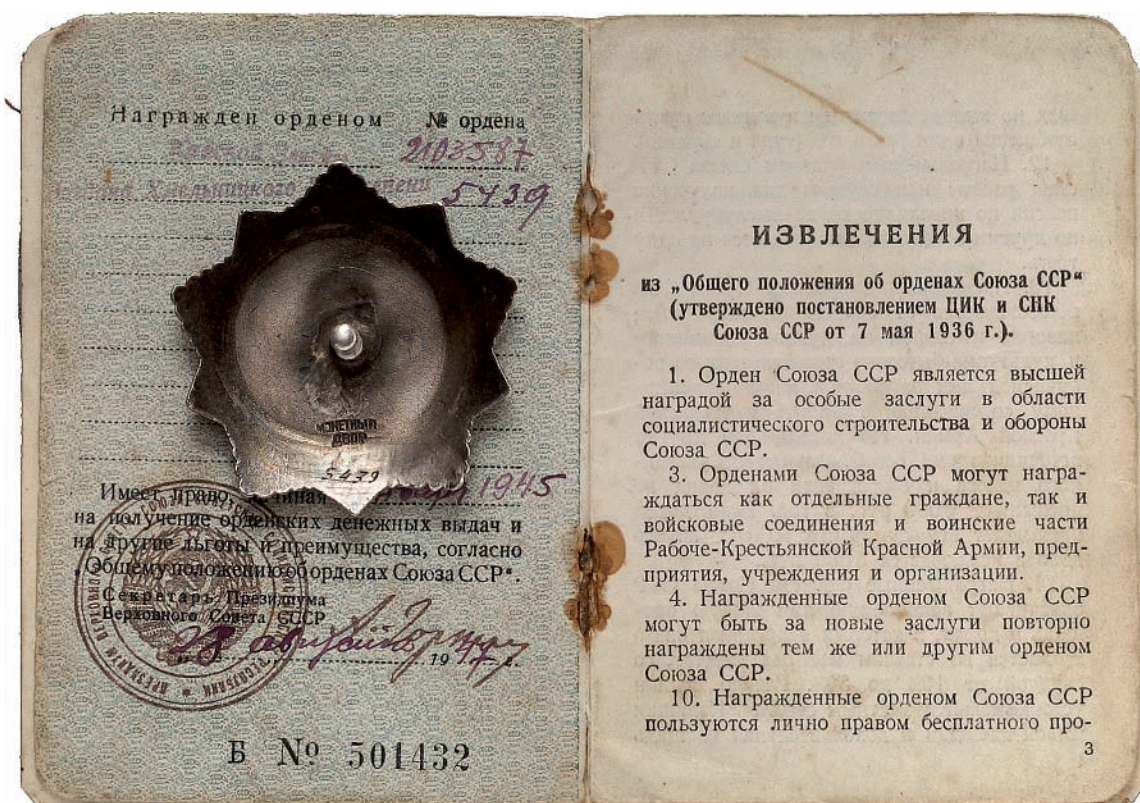 Награжден орденом № ордена
Красной Звезды 2103587
Хмельницкого степени 5439
МОНЕТНЫЙ
ДВОР
5439
Имеет право, 1945
на получение орденских денежных выдач и
на другие льготы и преимущества, согласно
„Общему положению об орденах Союза ССР“.
Секретарь Президиума
Верховного Совета СССР
28 августа 1947 г.
Б № 501432
ИЗВЛЕЧЕНИЯ
из „Общего положения об орденах Союза ССР“
(утверждено постановлением ЦИК и СНК
Союза ССР от 7 мая 1936 г.).
1. Орден Союза ССР является высшей
наградой за особые заслуги в области
социалистического строительства и обороны
Союза ССР.
3. Орденами Союза ССР могут награ-
ждаться как отдельные граждане, так и
войсковые соединения и воинские части
Рабоче-Крестьянской Красной Армии, пред-
приятия, учреждения и организации.
4. Награжденные орденом Союза ССР
могут быть за новые заслуги повторно
награждены тем же или другим орденом
Союза ССР.
10. Награжденные орденом Союза ССР
пользуются лично правом бесплатного про-
3